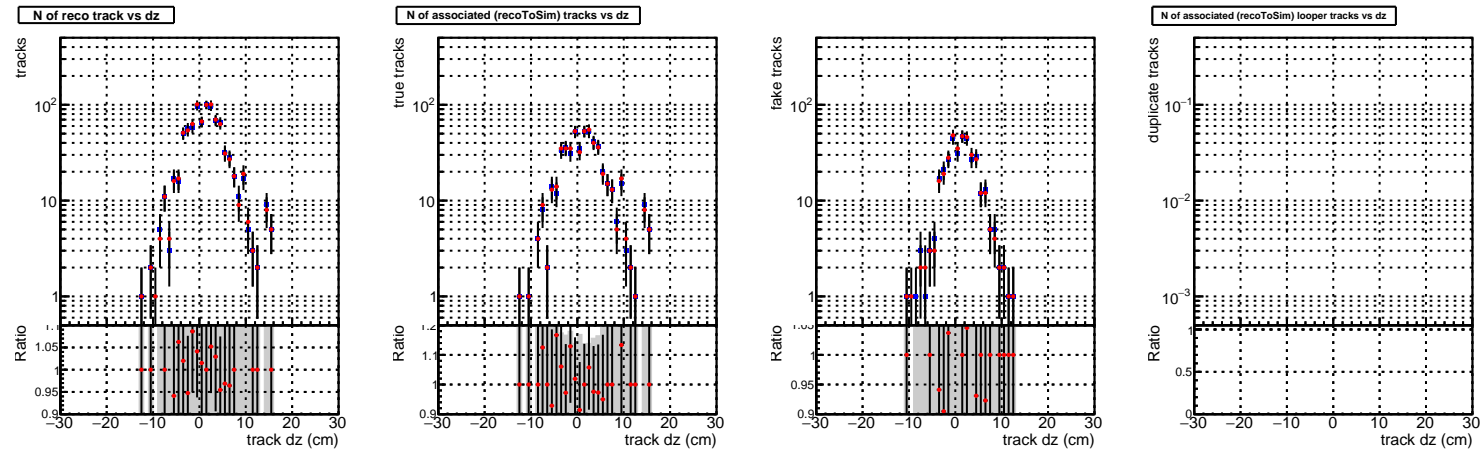 N of reco track vs dz
tracks
10²
10
1
Ratio
1.1
1.05
1
0.95
0.9
−30 −20 −10 0 10 20 30
track dz (cm)
N of associated (recoToSim) tracks vs dz
true tracks
10²
10
1
Ratio
1.2
1.1
1
0.9
−30 −20 −10 0 10 20 30
track dz (cm)
fake tracks
10²
10
1
Ratio
1.05
1
0.95
−30 −20 −10 0 10 20 30
track dz (cm)
N of associated (recoToSim) looper tracks vs dz
duplicate tracks
10⁻¹
10⁻²
10⁻³
Ratio
1
0.5
0
−30 −20 −10 0 10 20 30
track dz (cm)